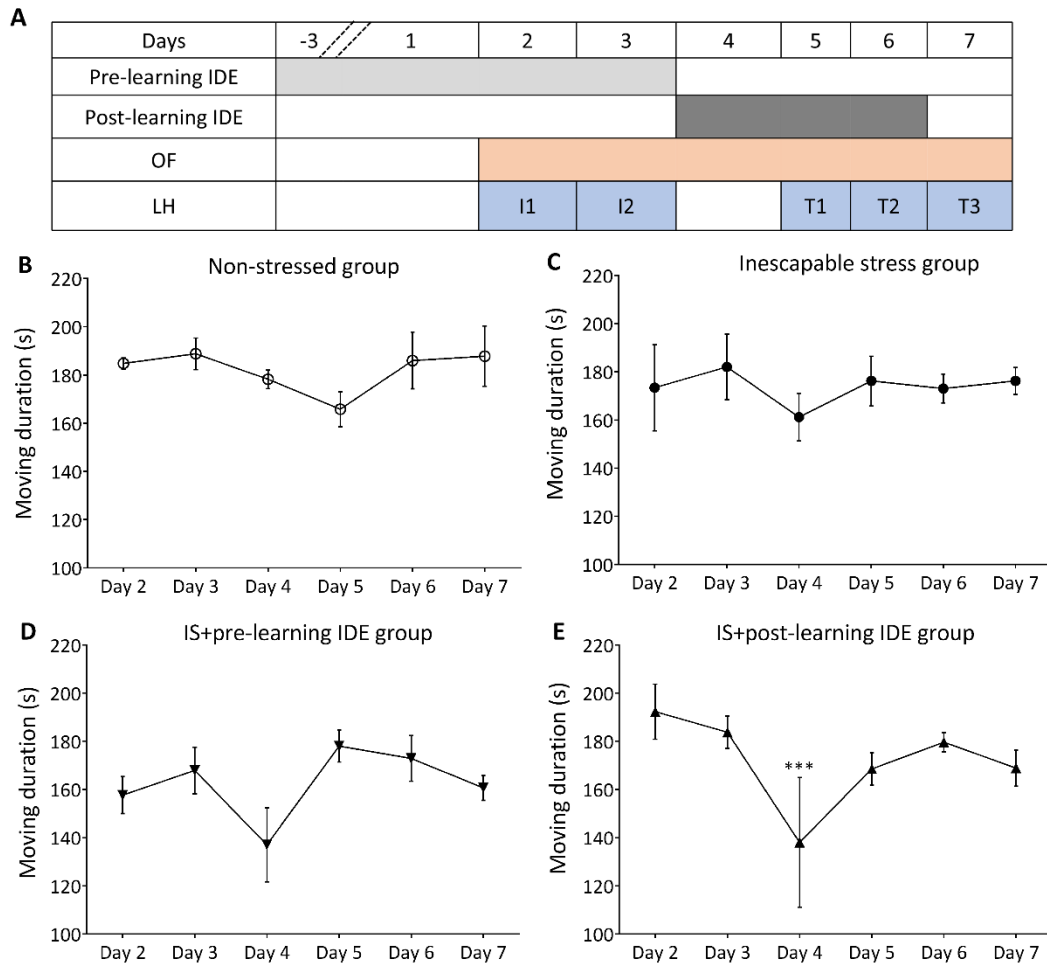 A
Days -3 1 2 3 4 5 6 7
Pre-learning IDE
Post-learning IDE
OF
LH I1 I2 T1 T2 T3
B
Non-stressed group
Moving duration (s)
220
200
180
160
140
120
100
Day 2 Day 3 Day 4 Day 5 Day 6 Day 7
C
Inescapable stress group
Moving duration (s)
220
200
180
160
140
120
100
Day 2 Day 3 Day 4 Day 5 Day 6 Day 7
D
IS+pre-learning IDE group
Moving duration (s)
220
200
180
160
140
120
100
Day 2 Day 3 Day 4 Day 5 Day 6 Day 7
E
IS+post-learning IDE group
Moving duration (s)
220
200
180
160
140
120
100
***
Day 2 Day 3 Day 4 Day 5 Day 6 Day 7